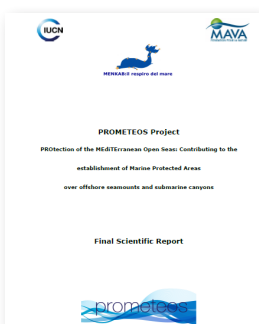 IUCN
MAVA
MENKAB:il respiro del mare
PROMETEOS Project
PROtection of the MEdiTErranean Open Seas: Contributing to the
establishment of Marine Protected Areas
over offshore seamounts and submarine canyons
Final Scientific Report
prometeos